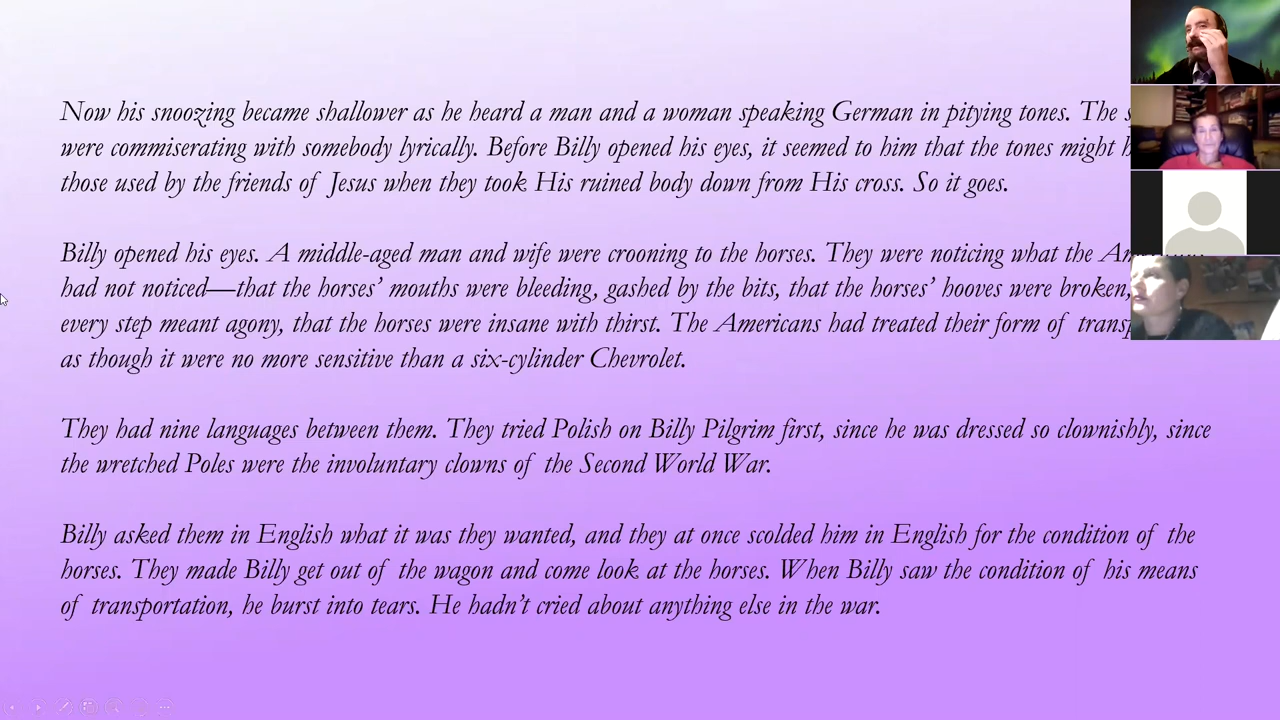 Now his snoozing became shallower as he heard a man and a woman speaking German in pitying tones. The
were commiserating with somebody lyrically. Before Billy opened his eyes, it seemed to him that the tones might
those used by the friends of Jesus when they took His ruined body down from His cross. So it goes.
Billy opened his eyes. A middle-aged man and wife were crooning to the horses. They were noticing what the
had not noticed—that the horses’ mouths were bleeding, gashed by the bits, that the horses’ hooves were broken,
every step meant agony, that the horses were insane with thirst. The Americans had treated their form of
as though it were no more sensitive than a six-cylinder Chevrolet.
They had nine languages between them. They tried Polish on Billy Pilgrim first, since he was dressed so clownishly, since
the wretched Poles were the involuntary clowns of the Second World War.
Billy asked them in English what it was they wanted, and they at once scolded him in English for the condition of the
horses. They made Billy get out of the wagon and come look at the horses. When Billy saw the condition of his means
of transportation, he burst into tears. He hadn’t cried about anything else in the war.